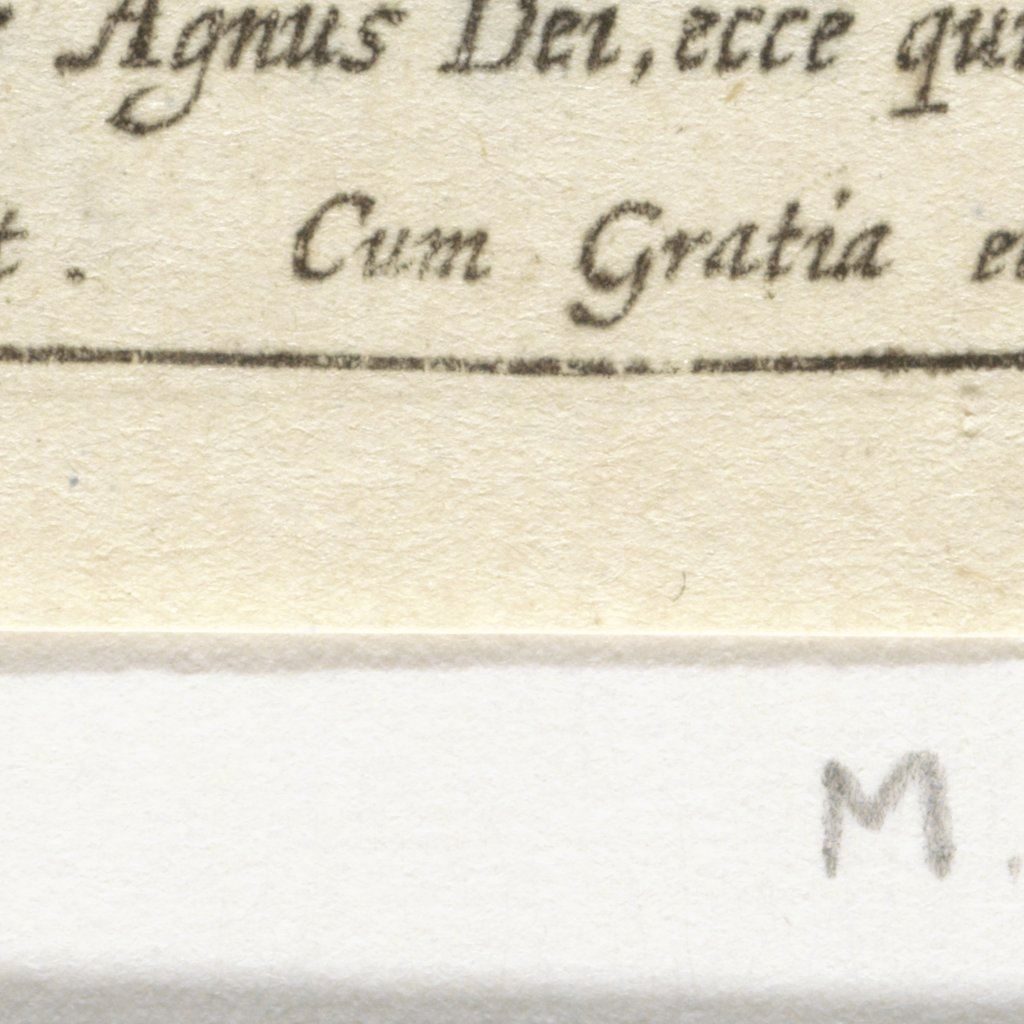 Agnus Dei, ecce qui
t. Cum Gratia e
M.